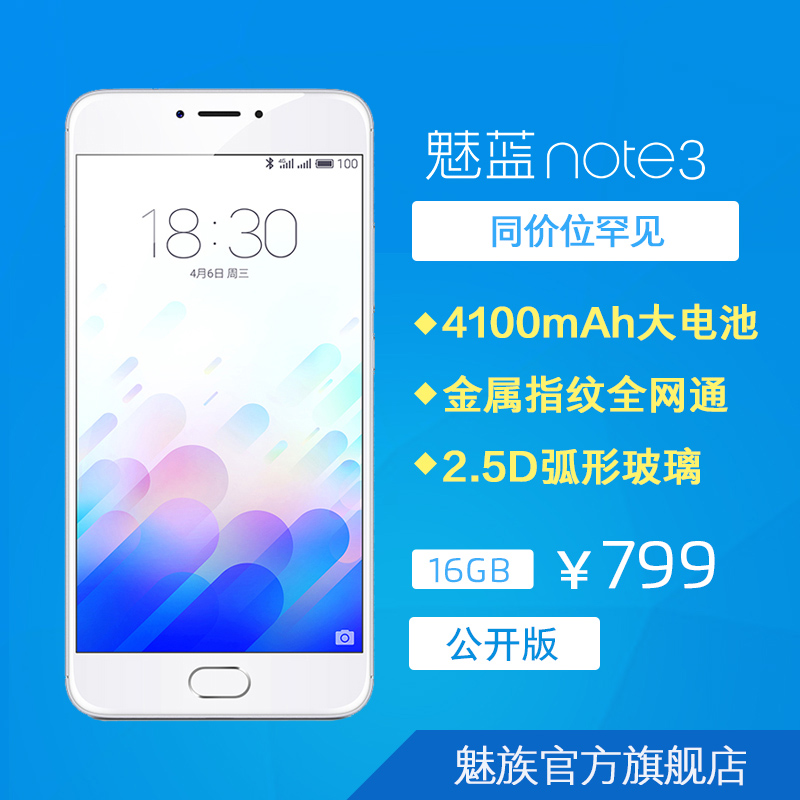 4G 100
18:30
4月6日 周三
魅蓝note3
同价位罕见
◆4100mAh大电池
◆金属指纹全网通
◆2.5D弧形玻璃
16GB ￥799
公开版
魅族官方旗舰店